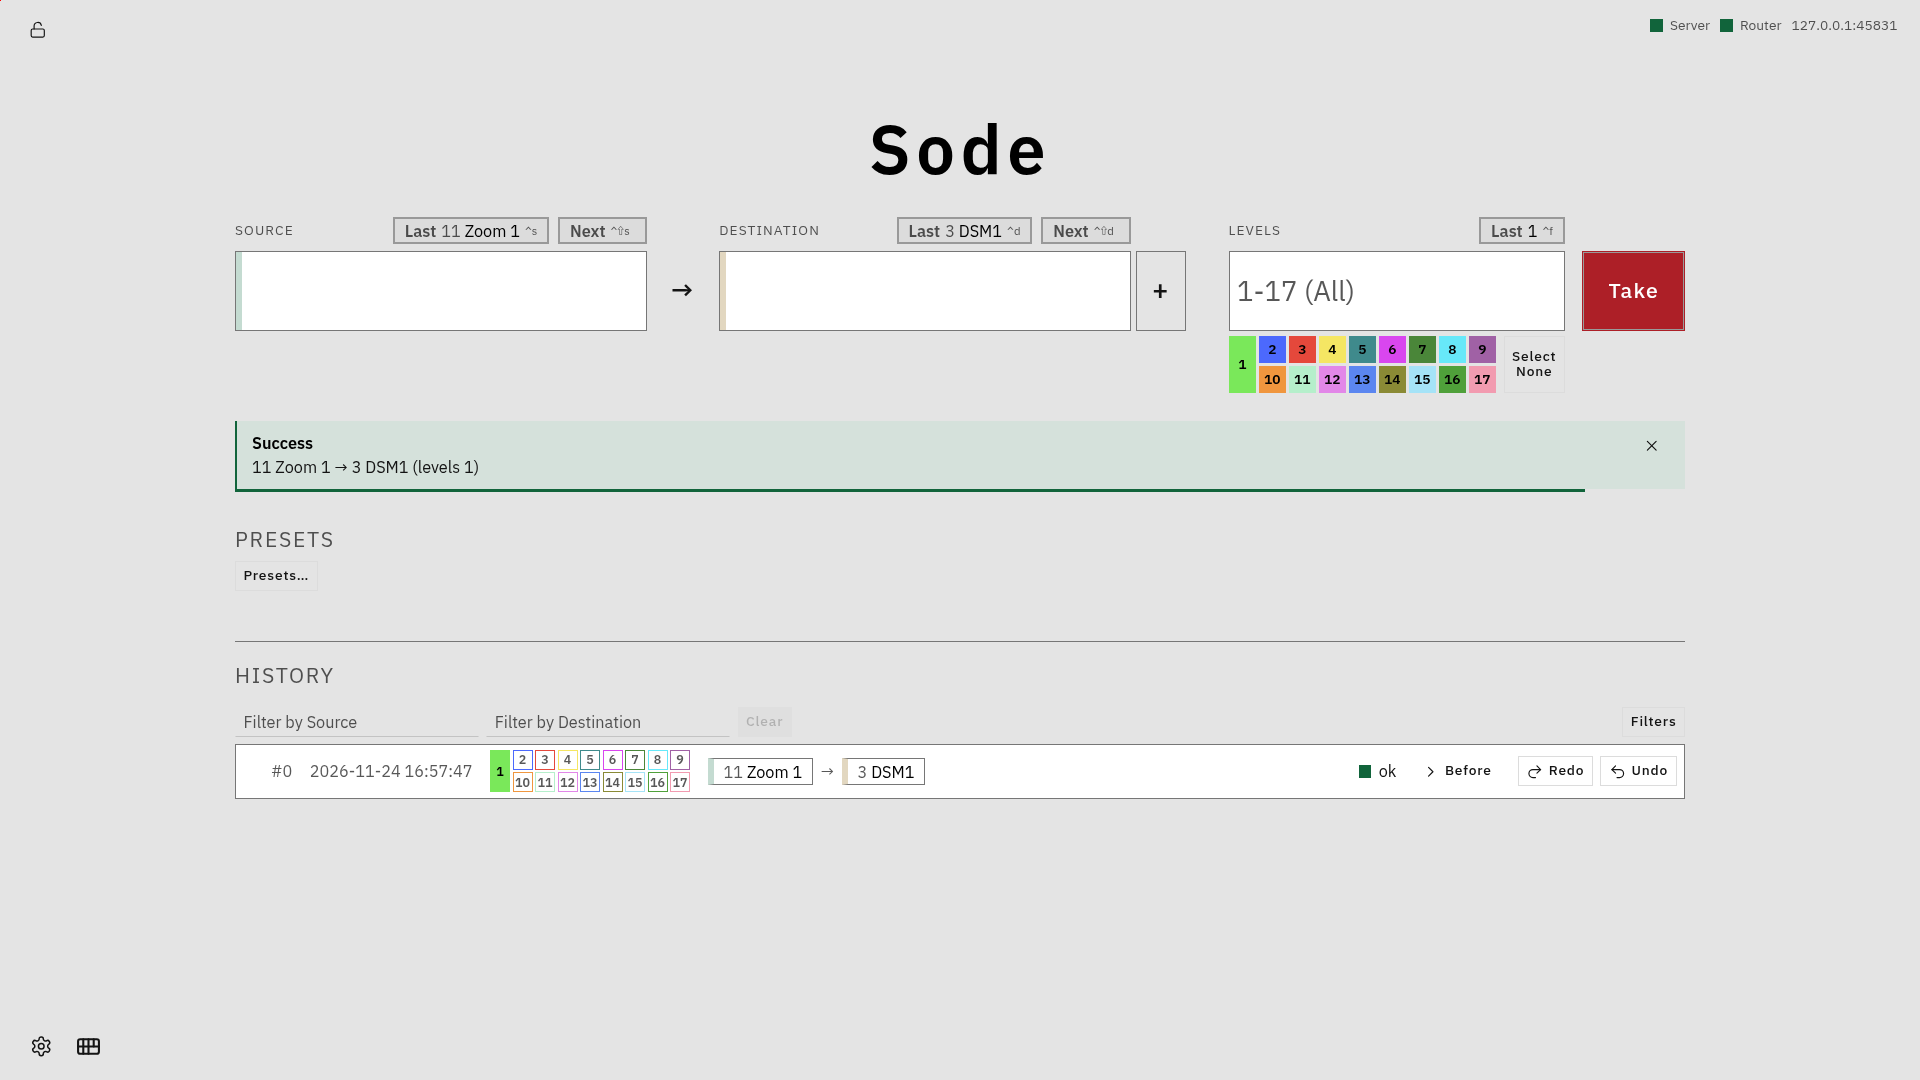 Server Router 127.0.0.1:45831
Sode
SOURCE Last 11 Zoom 1 ^s Next ^⇧s DESTINATION Last 3 DSM1 ^d Next ^⇧d LEVELS Last 1 ^f
→ + 1-17 (All) Take
1 2 3 4 5 6 7 8 9
10 11 12 13 14 15 16 17
Select
None
Success
11 Zoom 1 → 3 DSM1 (levels 1)
PRESETS
Presets...
HISTORY
Filter by Source Filter by Destination Clear Filters
#0 2026-11-24 16:57:47 1 2 3 4 5 6 7 8 9 11 Zoom 1 → 3 DSM1 ok Before Redo Undo
10 11 12 13 14 15 16 17